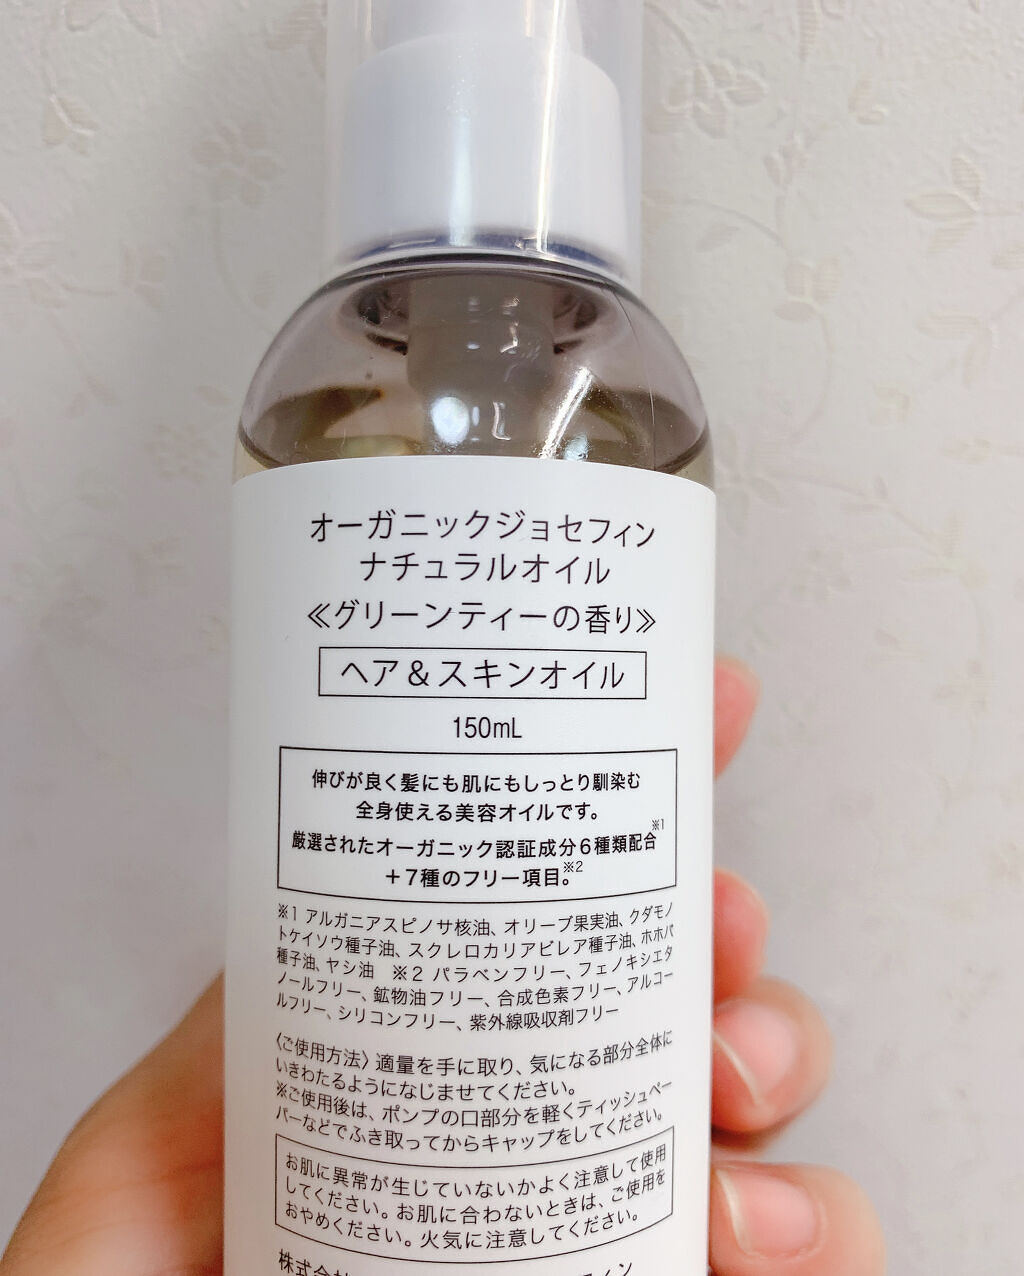 オーガニックジョセフィン
ナチュラルオイル
≪グリーンティーの香り≫
ヘア&スキンオイル
150mL
伸びが良く髪にも肌にもしっとり馴染む
全身使える美容オイルです。
厳選されたオーガニック認証成分6種類配合※1
+7種のフリー項目。※2
※1 アルガニアスピノサ核油、オリーブ果実油、クダモノ
トケイソウ種子油、スクレロカリアビレア種子油、ホホバ
種子油、ヤシ油 ※2 パラベンフリー、フェノキシエタ
ノールフリー、鉱物油フリー、合成色素フリー、アルコー
ルフリー、シリコンフリー、紫外線吸収剤フリー
〈ご使用方法〉適量を手に取り、気になる部分全体に
いきわたるようになじませてください。
※ご使用後は、ポンプの口部分を軽くティッシュペー
パーなどでふき取ってからキャップをしてください。
お肌に異常が生じていないかよく注意して使用
してください。お肌に合わないときは、ご使用を
おやめください。火気に注意してください。
株式会